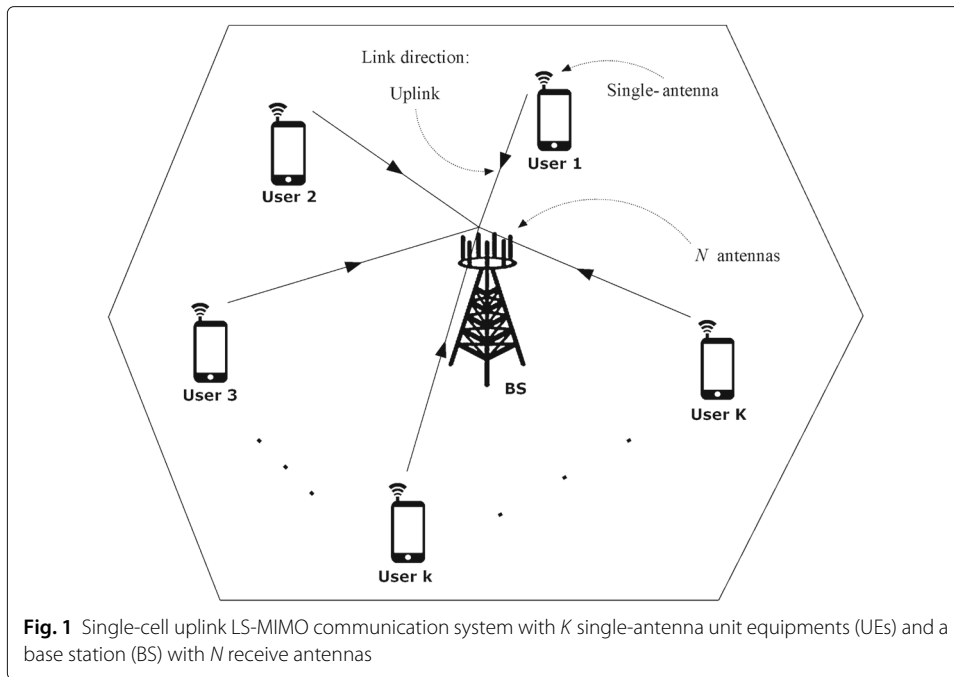 Link direction:
Uplink
Single-antenna
User 1
User 2
N antennas
User 3
BS
User K
User k
Fig. 1 Single-cell uplink LS-MIMO communication system with K single-antenna unit equipments (UEs) and a
base station (BS) with N receive antennas